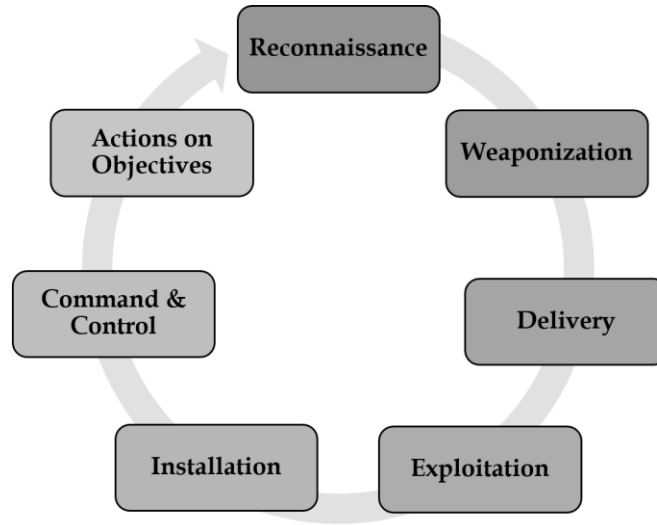 Reconnaissance
Weaponization
Delivery
Exploitation
Installation
Command &
Control
Actions on
Objectives